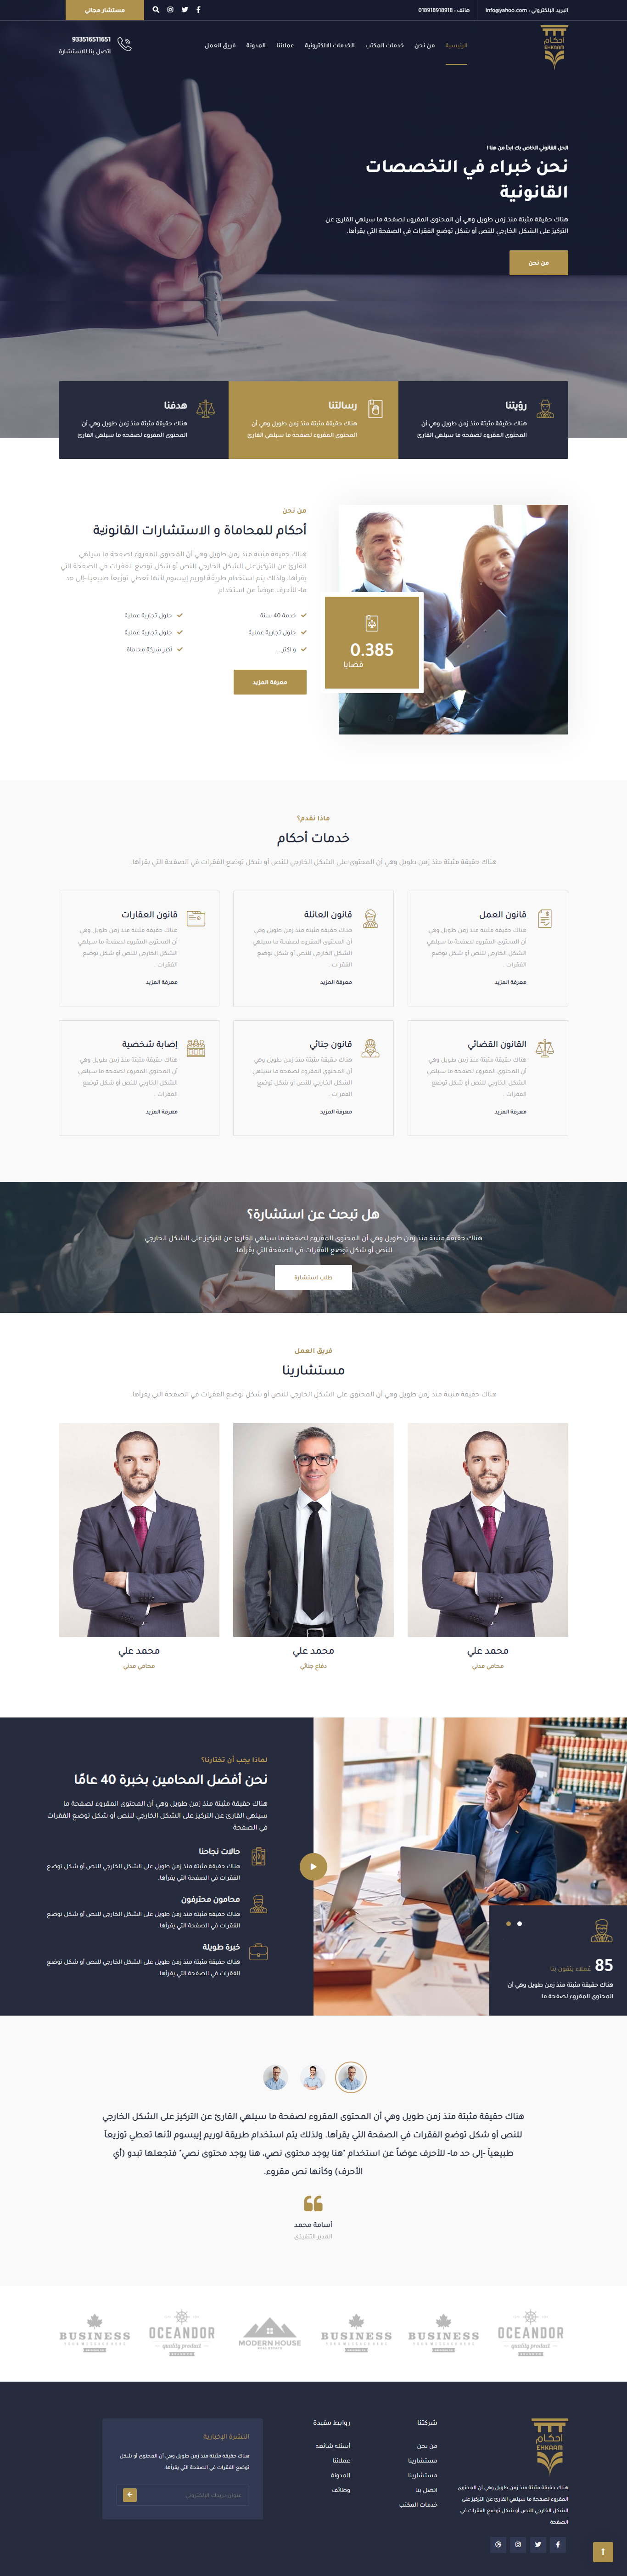 البريد الإلكتروني : info@yahoo.com
هاتف : 018918918918
مستشار مجاني
احكام
EHKAAM
الرئيسية
من نحن
خدمات المكتب
الخدمات الالكترونية
عملائنا
المدونة
فريق العمل
933516511651
اتصل بنا للاستشارة
الحل القانوني الخاص بك ابدأ من هنا !
نحن خبراء في التخصصات
القانونية
هناك حقيقة مثبتة منذ زمن طويل وهي أن المحتوى المقروء لصفحة ما سيلهي القارئ عن
التركيز على الشكل الخارجي للنص أو شكل توضع الفقرات في الصفحة التي يقرأها.
من نحن
رؤيتنا
هناك حقيقة مثبتة منذ زمن طويل وهي أن
المحتوى المقروء لصفحة ما سيلهي القارئ
رسالتنا
هناك حقيقة مثبتة منذ زمن طويل وهي أن
المحتوى المقروء لصفحة ما سيلهي القارئ
هدفنا
هناك حقيقة مثبتة منذ زمن طويل وهي أن
المحتوى المقروء لصفحة ما سيلهي القارئ
0.385
قضايا
من نحن
أحكام للمحاماة و الاستشارات القانونية
هناك حقيقة مثبتة منذ زمن طويل وهي أن المحتوى المقروء لصفحة ما سيلهي
القارئ عن التركيز على الشكل الخارجي للنص أو شكل توضع الفقرات في الصفحة التي
يقرأها. ولذلك يتم استخدام طريقة لوريم إيبسوم لأنها تعطي توزيعاَ طبيعياَ -إلى حد
ما- للأحرف عوضاً عن استخدام
خدمة 40 سنة
حلول تجارية عملية
حلول تجارية عملية
حلول تجارية عملية
و اكثر...
أكبر شركة محاماة
معرفة المزيد
ماذا نقدم؟
خدمات أحكام
هناك حقيقة مثبتة منذ زمن طويل وهي أن المحتوى على الشكل الخارجي للنص أو شكل توضع الفقرات في الصفحة التي يقرأها.
قانون العمل
هناك حقيقة مثبتة منذ زمن طويل وهي
أن المحتوى المقروء لصفحة ما سيلهي
الشكل الخارجي للنص أو شكل توضع
الفقرات .
معرفة المزيد
قانون العائلة
هناك حقيقة مثبتة منذ زمن طويل وهي
أن المحتوى المقروء لصفحة ما سيلهي
الشكل الخارجي للنص أو شكل توضع
الفقرات .
معرفة المزيد
قانون العقارات
هناك حقيقة مثبتة منذ زمن طويل وهي
أن المحتوى المقروء لصفحة ما سيلهي
الشكل الخارجي للنص أو شكل توضع
الفقرات .
معرفة المزيد
القانون القضائي
هناك حقيقة مثبتة منذ زمن طويل وهي
أن المحتوى المقروء لصفحة ما سيلهي
الشكل الخارجي للنص أو شكل توضع
الفقرات .
معرفة المزيد
قانون جنائي
هناك حقيقة مثبتة منذ زمن طويل وهي
أن المحتوى المقروء لصفحة ما سيلهي
الشكل الخارجي للنص أو شكل توضع
الفقرات .
معرفة المزيد
إصابة شخصية
هناك حقيقة مثبتة منذ زمن طويل وهي
أن المحتوى المقروء لصفحة ما سيلهي
الشكل الخارجي للنص أو شكل توضع
الفقرات .
معرفة المزيد
هل تبحث عن استشارة؟
هناك حقيقة مثبتة منذ زمن طويل وهي أن المحتوى المقروء لصفحة ما سيلهي القارئ عن التركيز على الشكل الخارجي
للنص أو شكل توضع الفقرات في الصفحة التي يقرأها.
طلب استشارة
فريق العمل
مستشارينا
هناك حقيقة مثبتة منذ زمن طويل وهي أن المحتوى على الشكل الخارجي للنص أو شكل توضع الفقرات في الصفحة التي يقرأها.
محمد علي
محامي مدني
محمد علي
دفاع جنائي
محمد علي
محامي مدني
لماذا يجب أن تختارنا؟
نحن أفضل المحامين بخبرة 40 عامًا
هناك حقيقة مثبتة منذ زمن طويل وهي أن المحتوى المقروء لصفحة ما
سيلهي القارئ عن التركيز على الشكل الخارجي للنص أو شكل توضع الفقرات
في الصفحة
حالات نجاحنا
هناك حقيقة مثبتة منذ زمن طويل على الشكل الخارجي للنص أو شكل توضع
الفقرات في الصفحة التي يقرأها.
محامون محترفون
هناك حقيقة مثبتة منذ زمن طويل على الشكل الخارجي للنص أو شكل توضع
الفقرات في الصفحة التي يقرأها.
خبرة طويلة
هناك حقيقة مثبتة منذ زمن طويل على الشكل الخارجي للنص أو شكل توضع
الفقرات في الصفحة التي يقرأها.
85 عملاء يثقون بنا
هناك حقيقة مثبتة منذ زمن طويل وهي أن
المحتوى المقروء لصفحة ما
هناك حقيقة مثبتة منذ زمن طويل وهي أن المحتوى المقروء لصفحة ما سيلهي القارئ عن التركيز على الشكل الخارجي
للنص أو شكل توضع الفقرات في الصفحة التي يقرأها. ولذلك يتم استخدام طريقة لوريم إيبسوم لأنها تعطي توزيعاَ
طبيعياَ -إلى حد ما- للأحرف عوضاً عن استخدام "هنا يوجد محتوى نصي، هنا يوجد محتوى نصي" فتجعلها تبدو (أي
الأحرف) وكأنها نص مقروء.
أسامة محمد
المدير التنفيذي
OCEANDOR
quality product
BUSINESS
YOUR MESSAGE HERE
BUSINESS
YOUR MESSAGE HERE
MODERN HOUSE
REAL ESTATE
OCEANDOR
quality product
BUSINESS
YOUR MESSAGE HERE
احكام
EHKAAM
هناك حقيقة مثبتة منذ زمن طويل وهي أن المحتوى
المقروء لصفحة ما سيلهي القارئ عن التركيز على
الشكل الخارجي للنص أو شكل توضع الفقرات في
الصفحة
شركتنا
من نحن
مستشارينا
مستشارينا
اتصل بنا
خدمات المكتب
روابط مفيدة
أسئلة شائعة
عملائنا
المدونة
وظائف
النشرة الإخبارية
هناك حقيقة مثبتة منذ زمن طويل وهي أن المحتوى أو شكل
توضع الفقرات في الصفحة التي يقرأها.
عنوان بريدك الإلكتروني